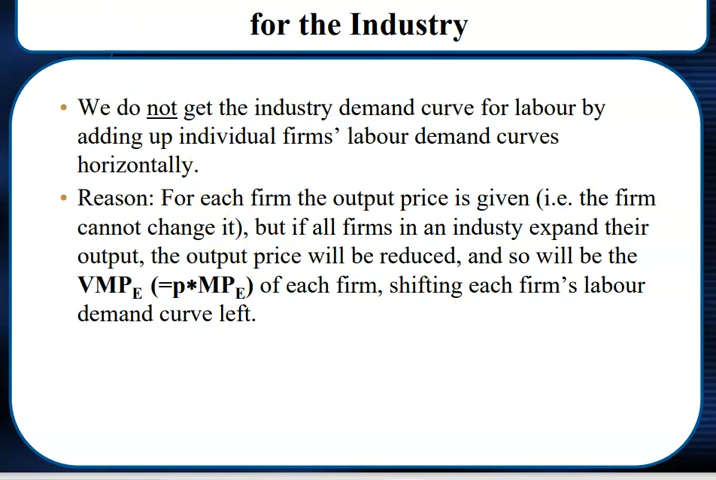 for the Industry
• We do not get the industry demand curve for labour by
adding up individual firms' labour demand curves
horizontally.
• Reason: For each firm the output price is given (i.e. the firm
cannot change it), but if all firms in an industy expand their
output, the output price will be reduced, and so will be the
VMP_E (=p*MP_E) of each firm, shifting each firm's labour
demand curve left.